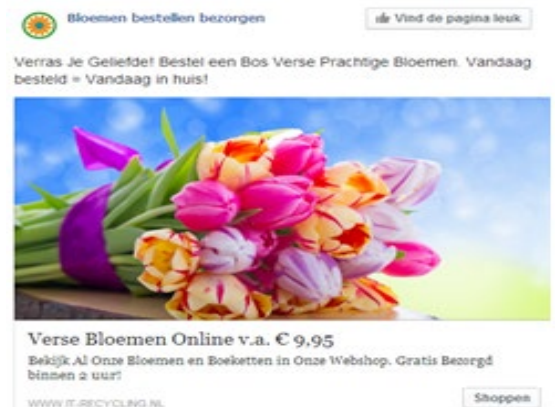 Bloemen bestellen bezorgen
Vind de pagina leuk
Verras Je Geliefde! Bestel een Bos Verse Prachtige Bloemen. Vandaag
besteld = Vandaag in huis!
Verse Bloemen Online v.a. € 9,95
Bekijk Al Onze Bloemen en Boeketten in Onze Webshop. Gratis Bezorgd
binnen 2 uur!
WWW.IT-RECYCLING.NL
Shoppen